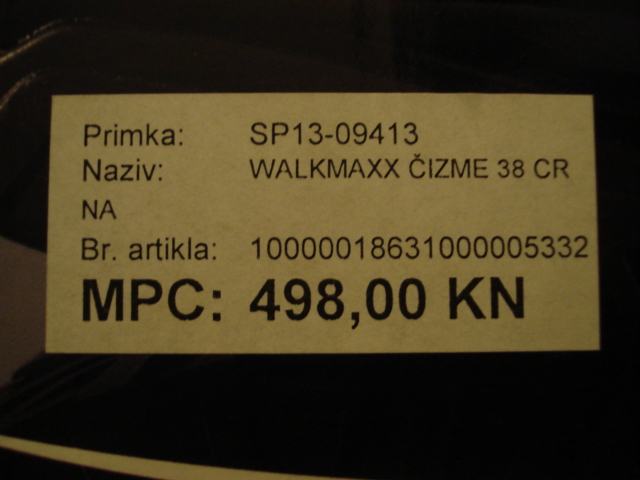 Primka: SP13-09413
Naziv: WALKMAXX ČIZME 38 CR
NA
Br. artikla: 10000018631000005332
MPC: 498,00 KN